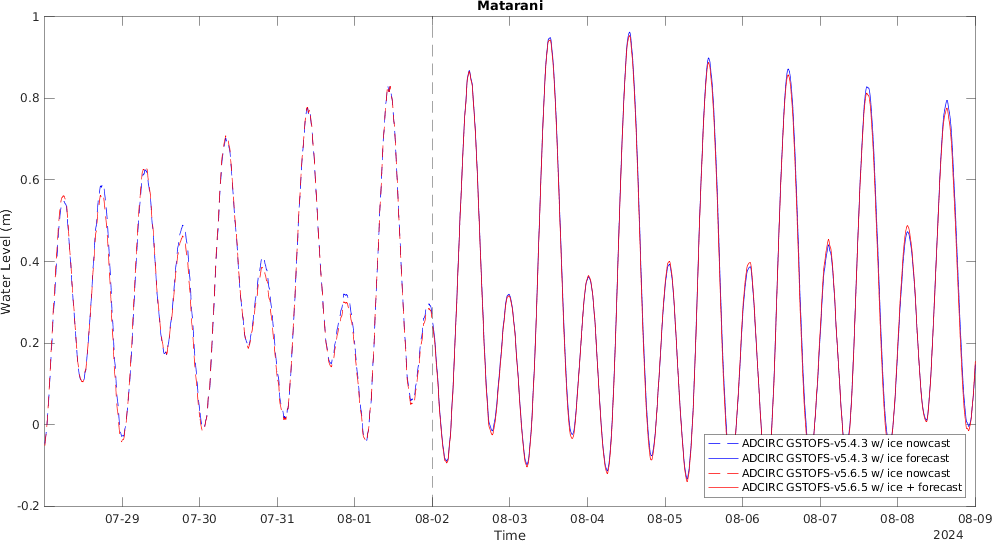 Matarani
1
0.8
0.6
0.4
0.2
0
-0.2
Water Level (m)
ADCIRC GSTOFS-v5.4.3 w/ ice nowcast
ADCIRC GSTOFS-v5.4.3 w/ ice forecast
ADCIRC GSTOFS-v5.6.5 w/ ice nowcast
ADCIRC GSTOFS-v5.6.5 w/ ice + forecast
07-29 07-30 07-31 08-01 08-02 08-03 08-04 08-05 08-06 08-07 08-08 08-09
Time
2024